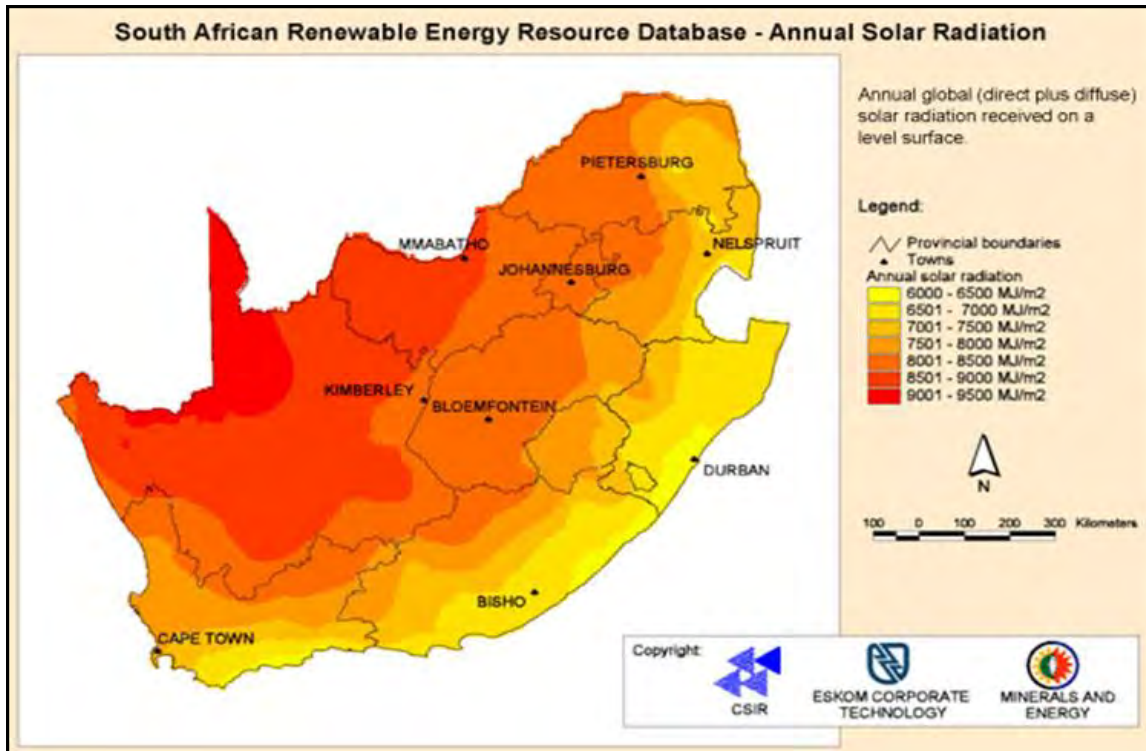 South African Renewable Energy Resource Database - Annual Solar Radiation
Annual global (direct plus diffuse)
solar radiation received on a
level surface.
PIETERSBURG
Legend:
MMABATHO
NELSPRUIT
JOHANNESBURG
Provincial boundaries
Towns
Annual solar radiation
6000 - 6500 MJ/m2
6501 - 7000 MJ/m2
7001 - 7500 MJ/m2
7501 - 8000 MJ/m2
8001 - 8500 MJ/m2
8501 - 9000 MJ/m2
9001 - 9500 MJ/m2
KIMBERLEY
BLOEMFONTEIN
DURBAN
N
100 0 100 200 300 Kilometers
BISHO
CAPE TOWN
Copyright:
CSIR
ESKOM CORPORATE
TECHNOLOGY
MINERALS AND
ENERGY